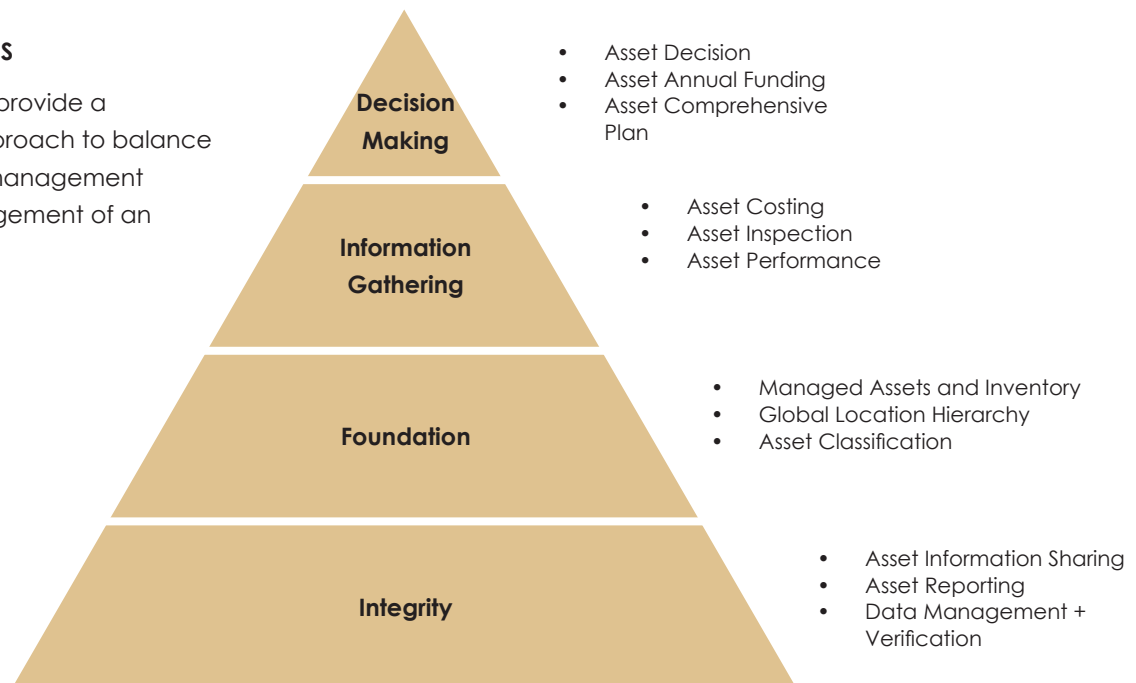 s
provide a
proach to balance
nanagement
gement of an
Decision
Making
• Asset Decision
• Asset Annual Funding
• Asset Comprehensive
Plan
Information
Gathering
• Asset Costing
• Asset Inspection
• Asset Performance
Foundation
• Managed Assets and Inventory
• Global Location Hierarchy
• Asset Classification
Integrity
• Asset Information Sharing
• Asset Reporting
• Data Management +
Verification